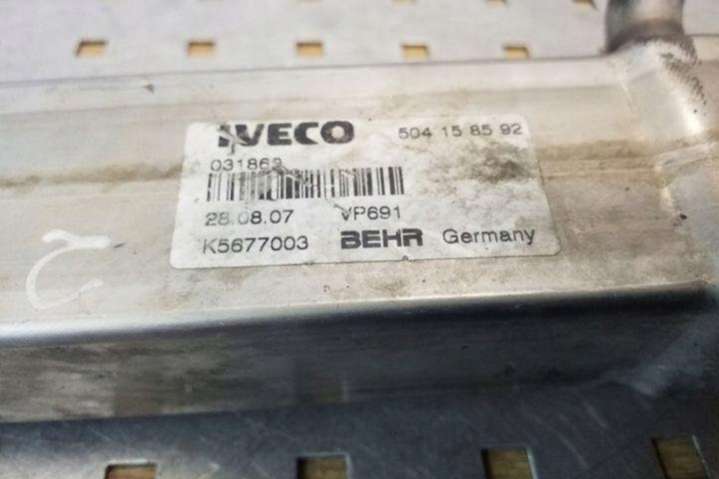 IVECO 504 15 85 92
031863
28.08.07 VP691
K5677003 BEHR Germany